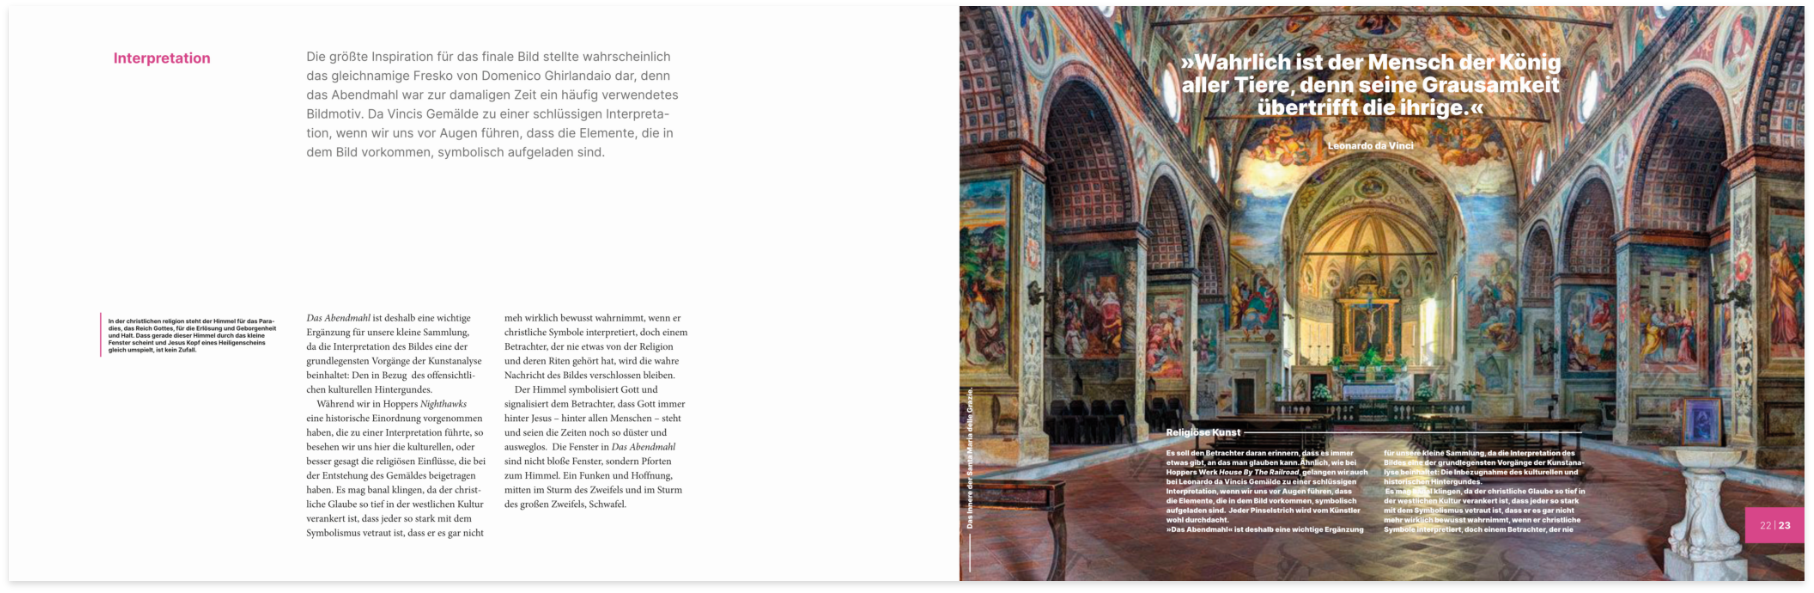 Interpretation
Die größte Inspiration für das finale Bild stellte wahrscheinlich
das gleichnamige Fresko von Domenico Ghirlandaio dar, denn
das Abendmahl war zur damaligen Zeit ein häufig verwendetes
Bildmotiv. Da Vincis Gemälde zu einer schlüssigen Interpreta-
tion, wenn wir uns vor Augen führen, dass die Elemente, die in
dem Bild vorkommen, symbolisch aufgeladen sind.
In der christlichen religion steht der Himmel für das Para-
dies, das Reich Gottes, für die Erlösung und Geborgenheit
und Halt. Dass gerade dieser Himmel durch das kleine
Fenster scheint und Jesus Kopf eines Heiligenscheins
gleich umspielt, ist kein Zufall.
Das Abendmahl ist deshalb eine wichtige
Ergänzung für unsere kleine Sammlung,
da die Interpretation des Bildes eine der
grundlegensten Vorgänge der Kunstanalyse
beinhaltet: Den in Bezug des offensichtli-
chen kulturellen Hintergundes.
Während wir in Hoppers Nighthawks
eine historische Einordnung vorgenommen
haben, die zu einer Interpretation führte, so
besehen wir uns hier die kulturellen, oder
besser gesagt die religiösen Einflüsse, die bei
der Entstehung des Gemäldes beigetragen
haben. Es mag banal klingen, da der christ-
liche Glaube so tief in der westlichen Kultur
verankert ist, dass jeder so stark mit dem
Symbolismus vetraut ist, dass er es gar nicht
meh wirklich bewusst wahrnimmt, wenn er
christliche Symbole interpretiert, doch einem
Betrachter, der nie etwas von der Religion
und deren Riten gehört hat, wird die wahre
Nachricht des Bildes verschlossen bleiben.
Der Himmel symbolisiert Gott und
signalisiert dem Betrachter, dass Gott immer
hinter Jesus – hinter allen Menschen – steht
und seien die Zeiten noch so düster und
ausweglos. Die Fenster in Das Abendmahl
sind nicht bloße Fenster, sondern Pforten
zum Himmel. Ein Funken und Hoffnung,
mitten im Sturm des Zweifels und im Sturm
des großen Zweifels, Schwafel.
»Wahrlich ist der Mensch der König
aller Tiere, denn seine Grausamkeit
übertrifft die ihrige.«
Leonardo da Vinci
Das Innere der Santa Maria delle Grazie.
Religiöse Kunst
Es soll den Betrachter daran erinnern, dass es immer
etwas gibt, an das man glauben kann. Ähnlich, wie bei
Hoppers Werk House By The Railroad, gelangen wir auch
bei Leonardo da Vincis Gemälde zu einer schlüssigen
Interpretation, wenn wir uns vor Augen führen, dass
die Elemente, die in dem Bild vorkommen, symbolisch
aufgeladen sind. Jeder Pinselstrich wird vom Künstler
wohl durchdacht.
»Das Abendmahl« ist deshalb eine wichtige Ergänzung
für unsere kleine Sammlung, da die Interpretation des
Bildes eine der grundlegensten Vorgänge der Kunstana-
lyse beinhaltet: Die Inbezugnahme des kulturellen und
historischen Hintergundes.
Es mag banal klingen, da der christliche Glaube so tief in
der westlichen Kultur verankert ist, dass jeder so stark
mit dem Symbolismus vetraut ist, dass er es gar nicht
mehr wirklich bewusst wahrnimmt, wenn er christliche
Symbole interpretiert, doch einem Betrachter, der nie
22 | 23